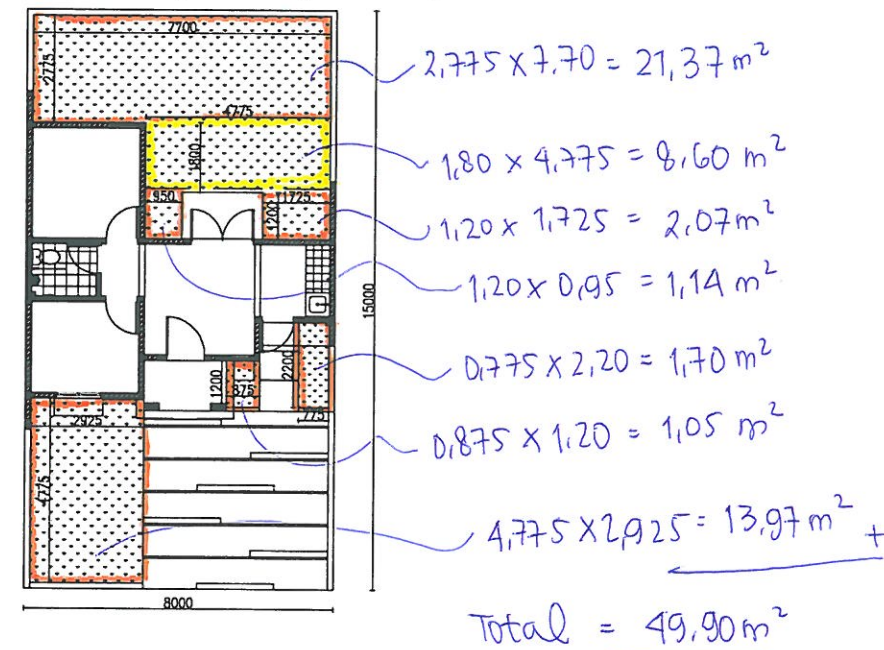 7700
2775
2,775 x 7,70 = 21,37 m²
4775
1800
1,80 x 4,775 = 8,60 m²
950
1725
1200
1,20 x 1,725 = 2,07 m²
1,20 x 0,95 = 1,14 m²
15000
2200
0,775 x 2,20 = 1,70 m²
1200
875
775
0,875 x 1,20 = 1,05 m²
2925
4775
4,775 x 2,925 = 13,97 m² +
8000
Total = 49,90 m²